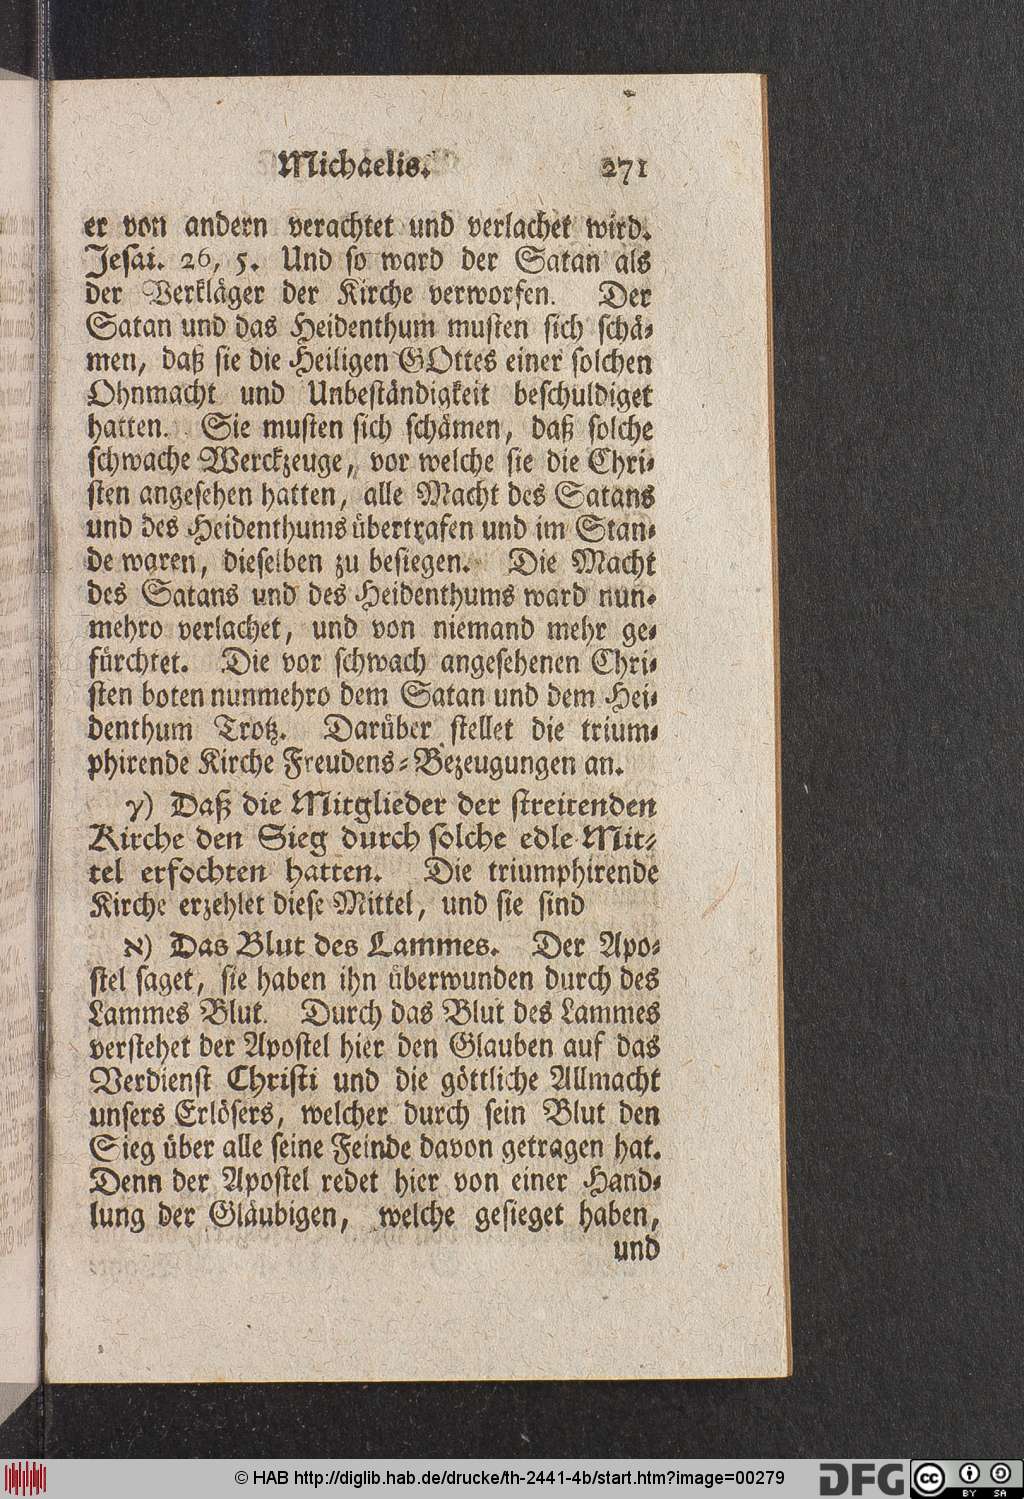 Michaelis. 271
er von andern verachtet und verlachet wird.
Jesai. 26, 5. Und so ward der Satan als
der Verkläger der Kirche verworfen. Der
Satan und das Heidenthum musten sich schä-
men, daß sie die Heiligen GOttes einer solchen
Ohnmacht und Unbeständigkeit beschuldiget
hatten. Sie musten sich schämen, daß solche
schwache Werckzeuge, vor welche sie die Chri-
sten angesehen hatten, alle Macht des Satans
und des Heidenthums übertrafen und im Stan-
de waren, dieselben zu besiegen. Die Macht
des Satans und des Heidenthums ward nun-
mehro verlachet, und von niemand mehr ge-
fürchtet. Die vor schwach angesehenen Chri-
sten boten nunmehro dem Satan und dem Hei-
denthum Trotz. Darüber stellet die trium-
phirende Kirche Freudens-Bezeugungen an.
γ) Daß die Mitglieder der streitenden
Kirche den Sieg durch solche edle Mit-
tel erfochten hatten. Die triumphirende
Kirche erzehlet diese Mittel, und sie sind
א) Das Blut des Lammes. Der Apo-
stel saget, sie haben ihn überwunden durch des
Lammes Blut. Durch das Blut des Lammes
verstehet der Apostel hier den Glauben auf das
Verdienst Christi und die göttliche Allmacht
unsers Erlösers, welcher durch sein Blut den
Sieg über alle seine Feinde davon getragen hat.
Denn der Apostel redet hier von einer Hand-
lung der Gläubigen, welche gesieget haben,
und
© HAB http://diglib.hab.de/drucke/th-2441-4b/start.htm?image=00279
DFG
cc
BY SA